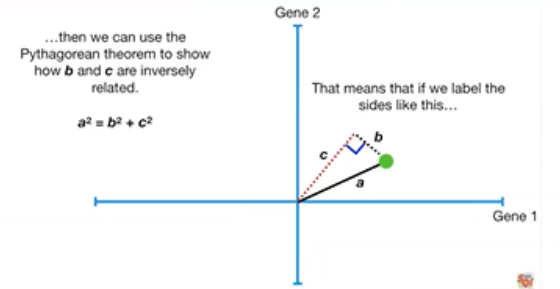 Gene 2
...then we can use the
Pythagorean theorem to show
how b and c are inversely
related.
a² = b² + c²
That means that if we label the
sides like this...
b
c
a
Gene 1